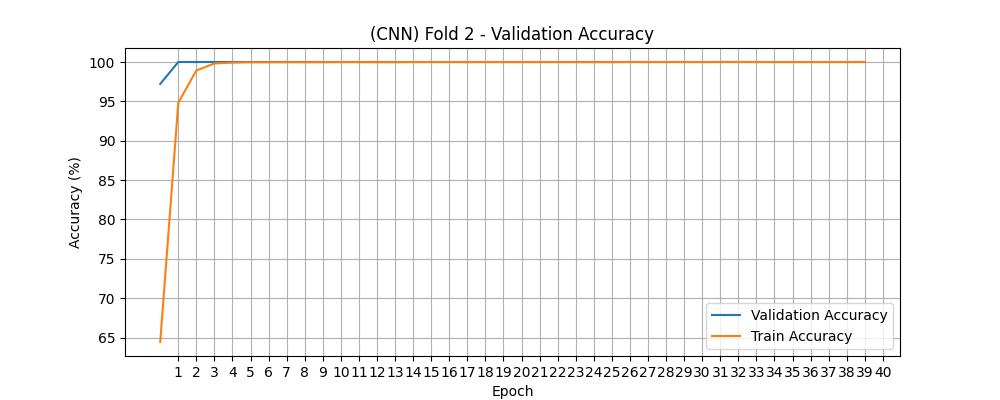 (CNN) Fold 2 - Validation Accuracy
100
95
90
85
80
75
70
65
Accuracy (%)
Validation Accuracy
Train Accuracy
1 2 3 4 5 6 7 8 9 10 11 12 13 14 15 16 17 18 19 20 21 22 23 24 25 26 27 28 29 30 31 32 33 34 35 36 37 38 39 40
Epoch